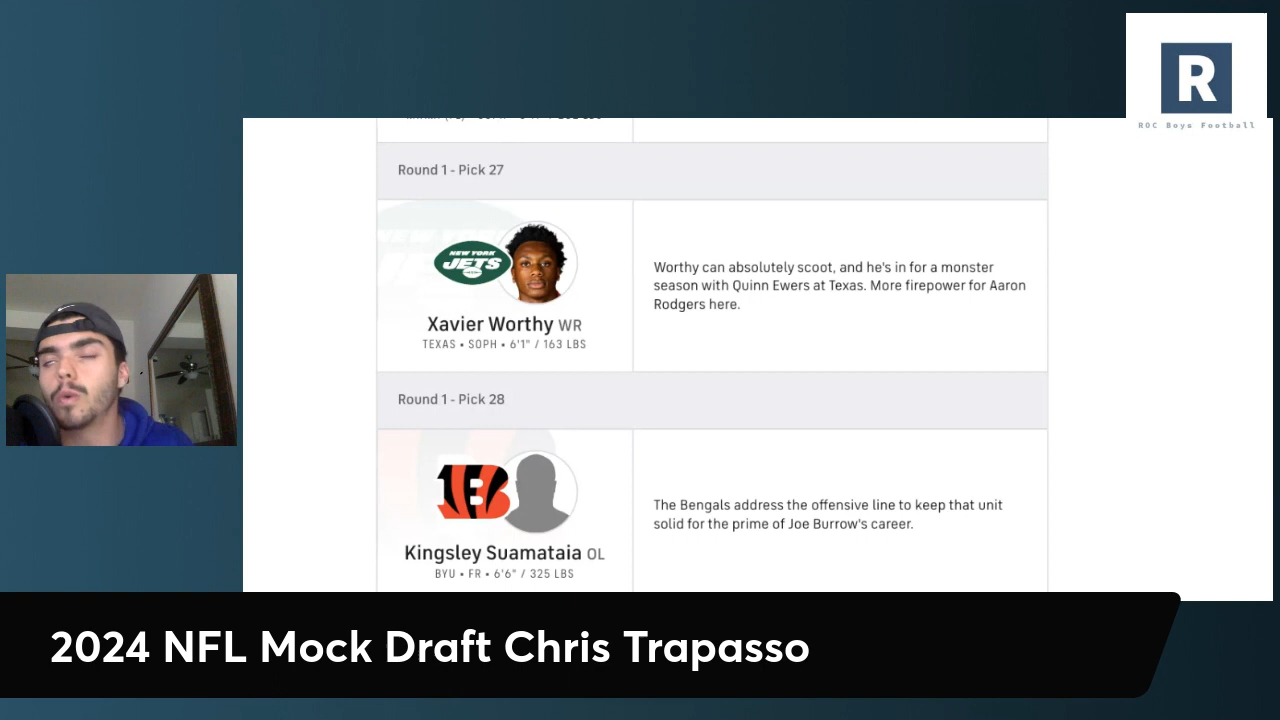 R
ROC Boys Football
Round 1 - Pick 27
NEW YORK
JETS
Xavier Worthy WR
TEXAS • SOPH • 6'1" / 163 LBS
Worthy can absolutely scoot, and he's in for a monster
season with Quinn Ewers at Texas. More firepower for Aaron
Rodgers here.
Round 1 - Pick 28
B
Kingsley Suamataia OL
BYU • FR • 6'6" / 325 LBS
The Bengals address the offensive line to keep that unit
solid for the prime of Joe Burrow's career.
2024 NFL Mock Draft Chris Trapasso